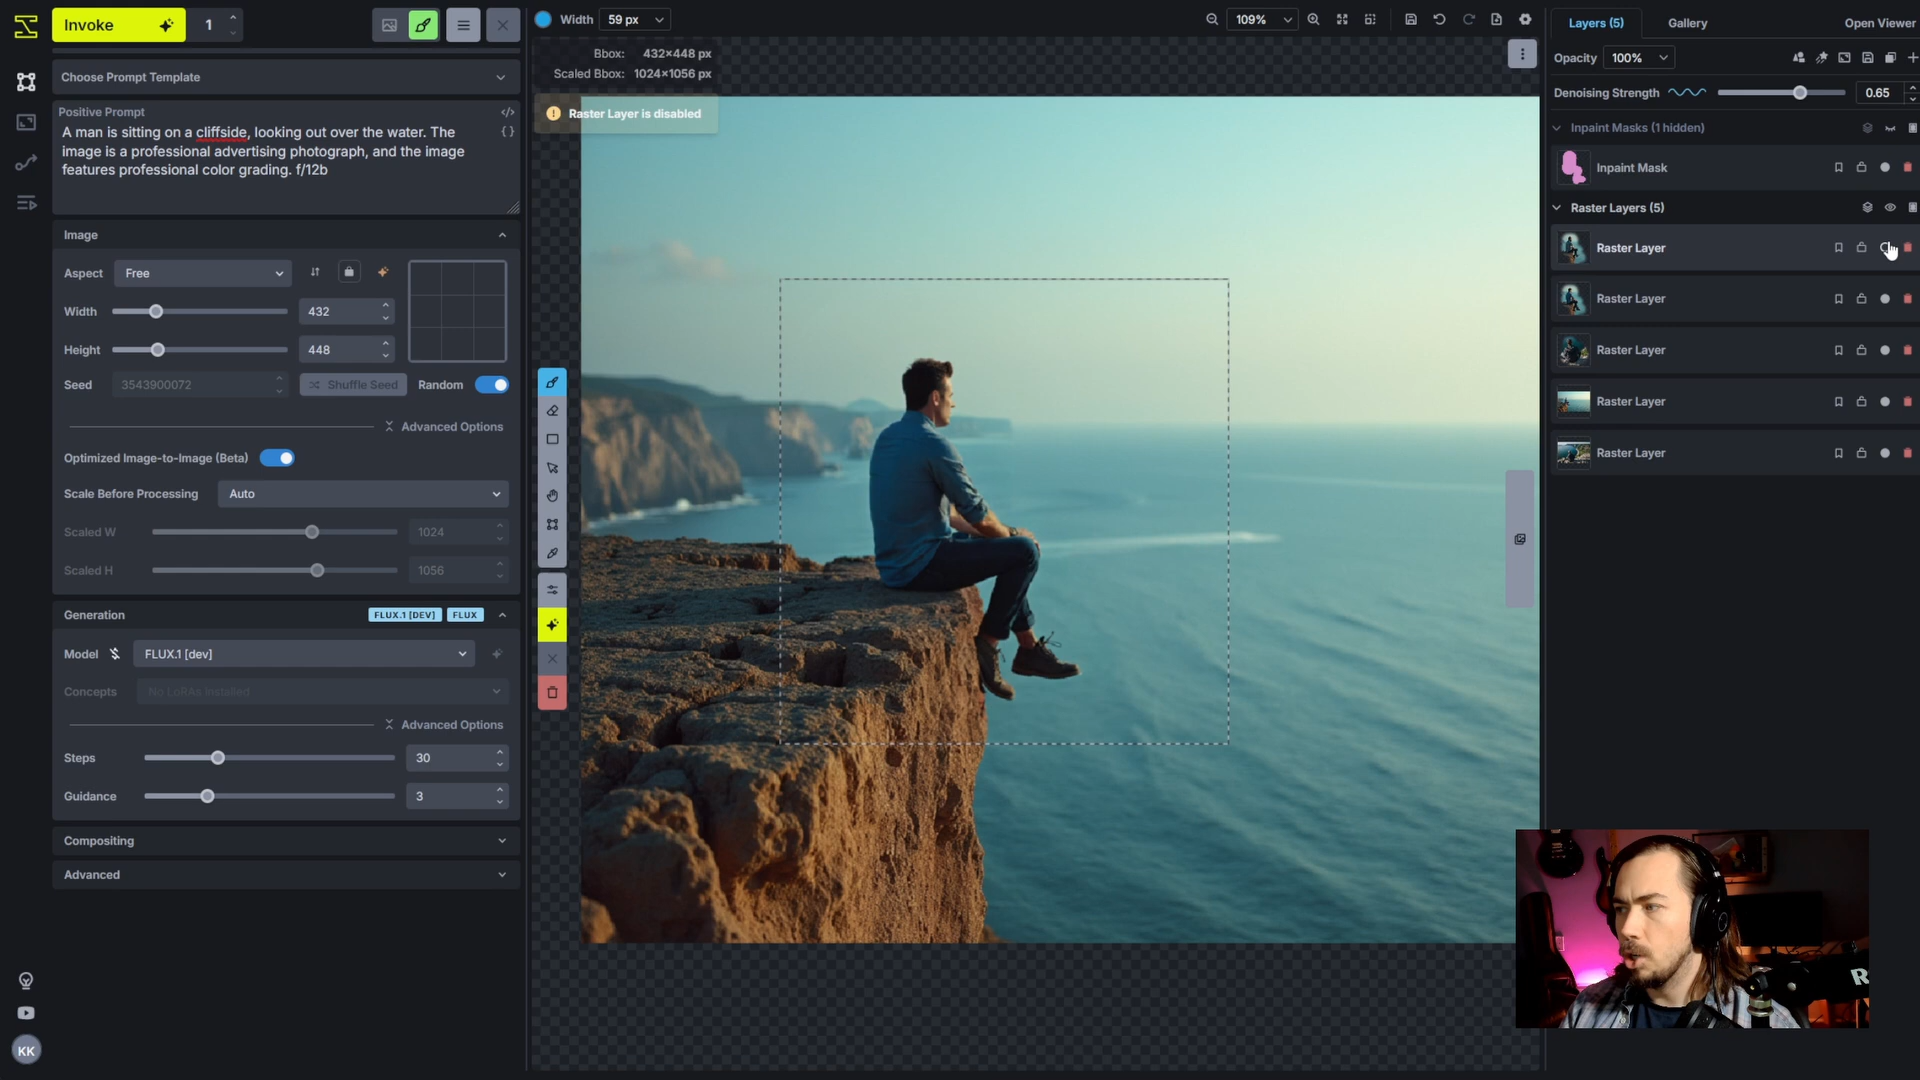 Invoke
1
Width 59 px
109%
Layers (5)
Gallery
Open Viewer
Bbox: 432×448 px
Scaled Bbox: 1024×1056 px
Opacity 100%
Choose Prompt Template
Denoising Strength 0.65
Positive Prompt
A man is sitting on a cliffside, looking out over the water. The
image is a professional advertising photograph, and the image
features professional color grading. f/12b
Raster Layer is disabled
Inpaint Masks (1 hidden)
Inpaint Mask
Raster Layers (5)
Raster Layer
Raster Layer
Raster Layer
Raster Layer
Raster Layer
Image
Aspect Free
Width 432
Height 448
Seed 3543900072 Shuffle Seed Random
Advanced Options
Optimized Image-to-Image (Beta)
Scale Before Processing Auto
Scaled W 1024
Scaled H 1056
Generation FLUX.1 [DEV] FLUX
Model FLUX.1 [dev]
Concepts No LoRAs Installed
Advanced Options
Steps 30
Guidance 3
Compositing
Advanced
KK
R